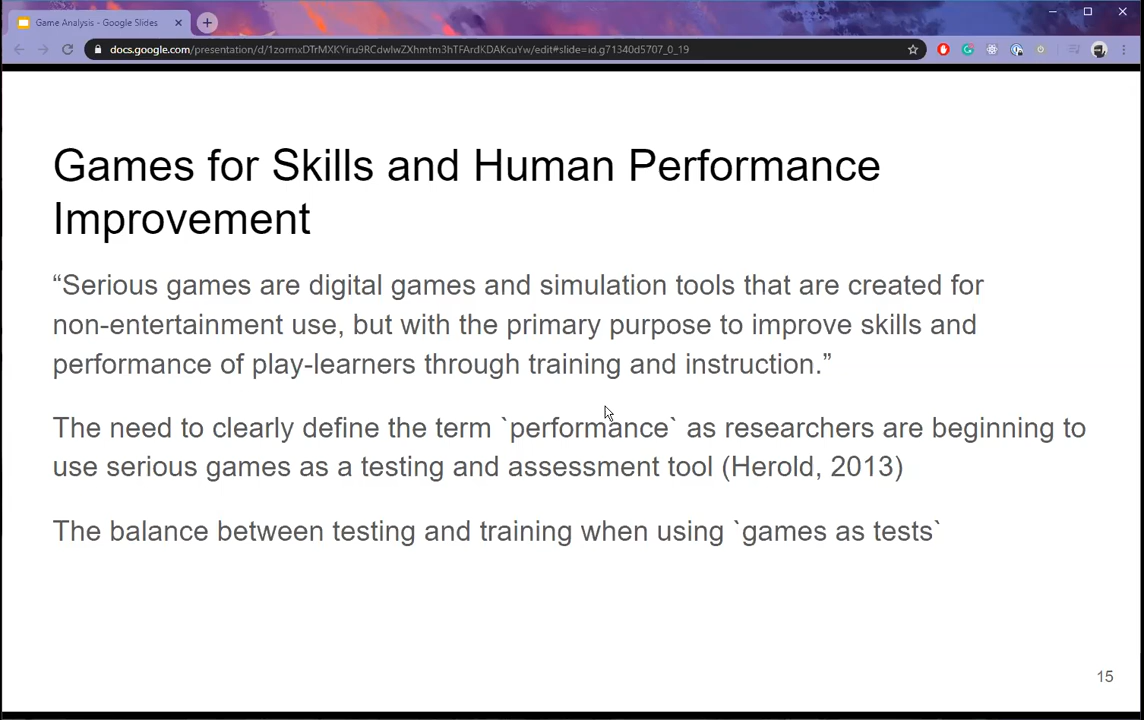 Game Analysis - Google Slides
docs.google.com/presentation/d/1zormxDTrMXKYiru9RCdwlwZXhmtm3hTFArdKDAKcuYw/edit#slide=id.g71340d5707_0_19
Games for Skills and Human Performance
Improvement
“Serious games are digital games and simulation tools that are created for
non-entertainment use, but with the primary purpose to improve skills and
performance of play-learners through training and instruction.”
The need to clearly define the term `performance` as researchers are beginning to
use serious games as a testing and assessment tool (Herold, 2013)
The balance between testing and training when using `games as tests`
15